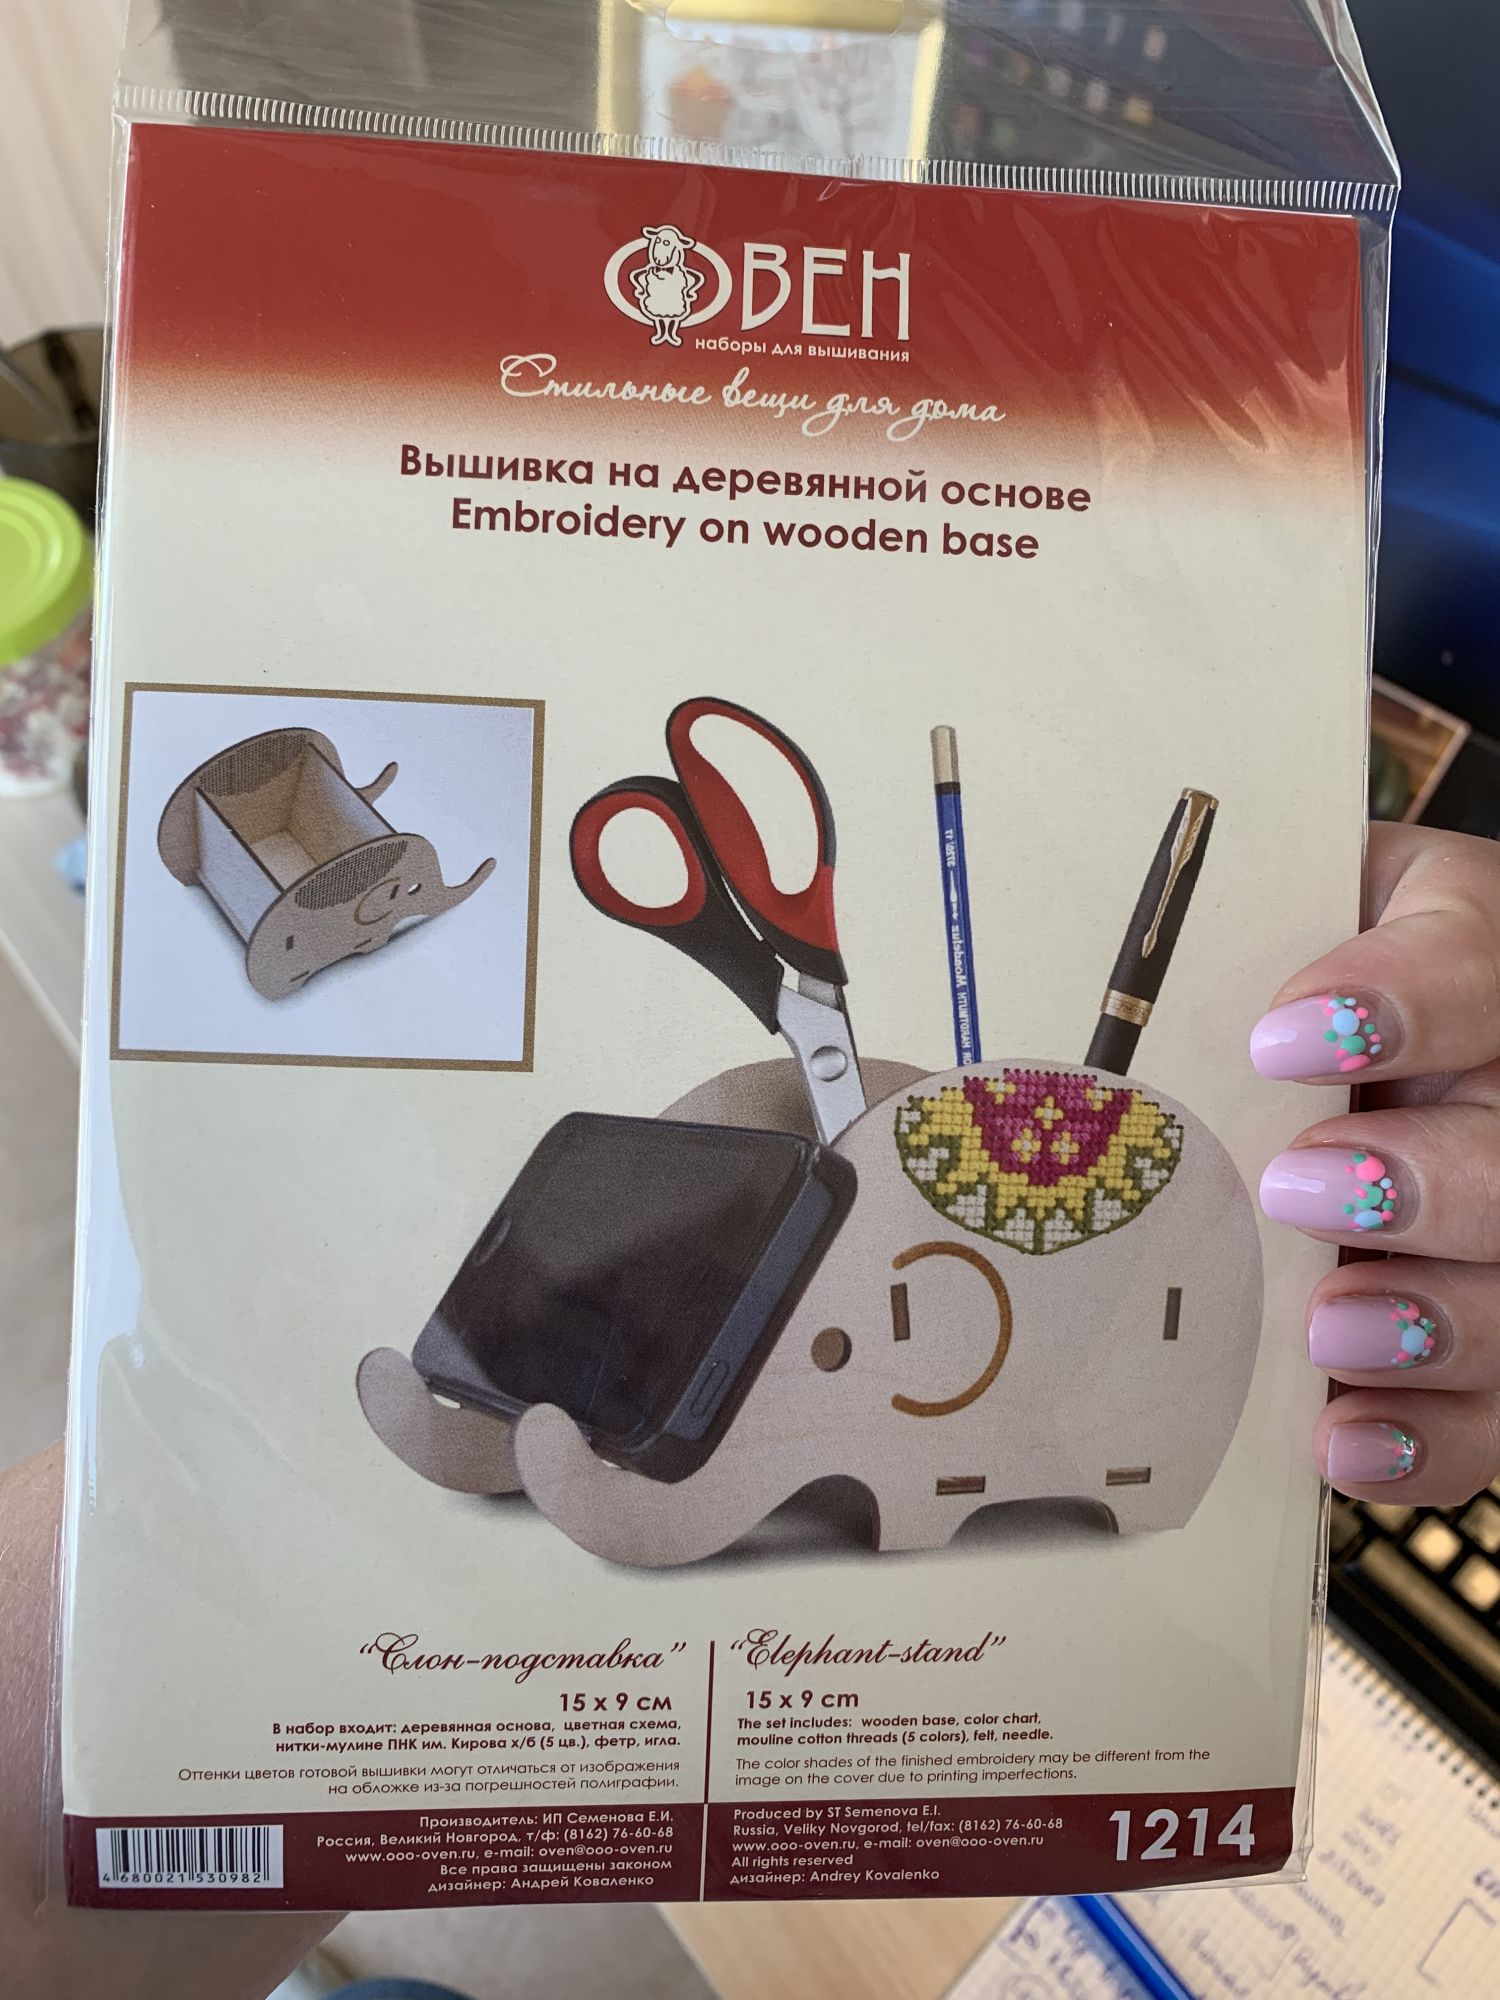 ОВЕН
наборы для вышивания
Стильные вещи для дома
Вышивка на деревянной основе
Embroidery on wooden base
"Слон-подставка"
15 х 9 см
В набор входит: деревянная основа, цветная схема,
нитки-мулине ПНК им. Кирова х/б (5 цв.), фетр, игла.
Оттенки цветов готовой вышивки могут отличаться от изображения
на обложке из-за погрешностей полиграфии.
"Elephant-stand"
15 x 9 cm
The set includes: wooden base, color chart,
mouline cotton threads (5 colors), felt, needle.
The color shades of the finished embroidery may be different from the
image on the cover due to printing imperfections.
4 680021 530982
Производитель: ИП Семенова Е.И.
Россия, Великий Новгород, т/ф: (8162) 76-60-68
www.ooo-oven.ru, e-mail: oven@ooo-oven.ru
Все права защищены законом
дизайнер: Андрей Коваленко
Produced by ST Semenova E.I.
Russia, Veliky Novgorod, tel/fax: (8162) 76-60-68
www.ooo-oven.ru, e-mail: oven@ooo-oven.ru
All rights reserved
дизайнер: Andrey Kovalenko
1214